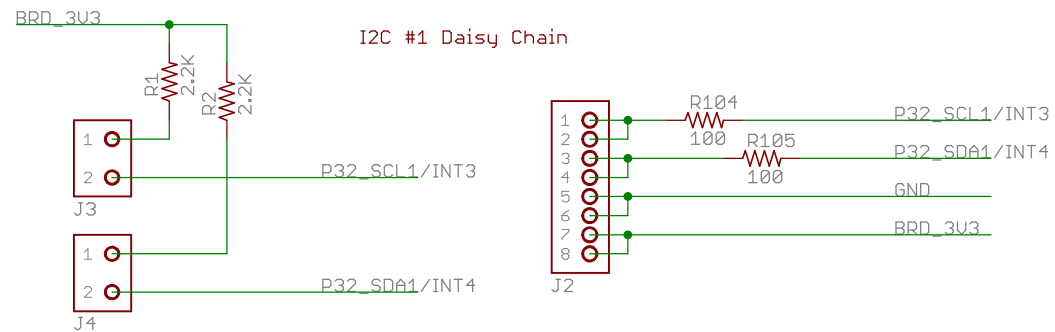 BRD_3V3
I2C #1 Daisy Chain
R1
2.2K
R2
2.2K
1
2
J3
P32_SCL1/INT3
1
2
J4
P32_SDA1/INT4
1
2
3
4
5
6
7
8
J2
R104
100
R105
100
P32_SCL1/INT3
P32_SDA1/INT4
GND
BRD_3V3